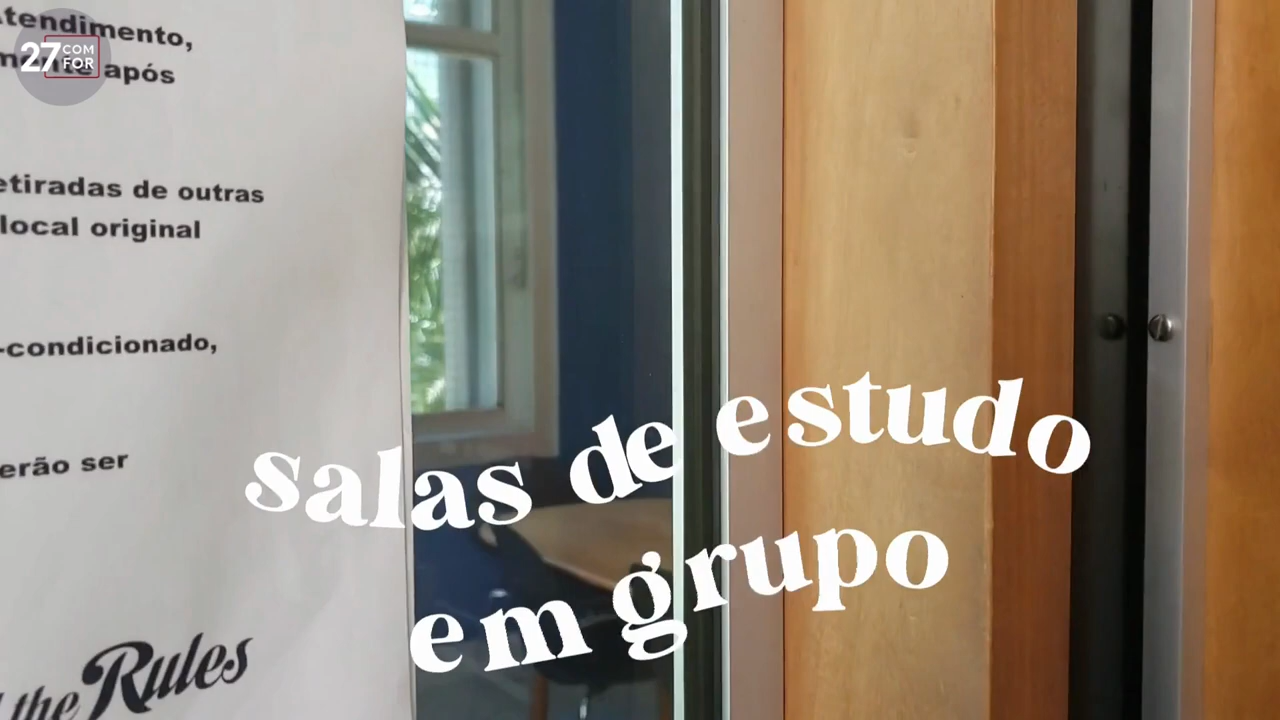 tendimento,
após
27 COM
FOR
etiradas de outras
local original
-condicionado,
erão ser
Salas de estudo
em grupo
the Rules